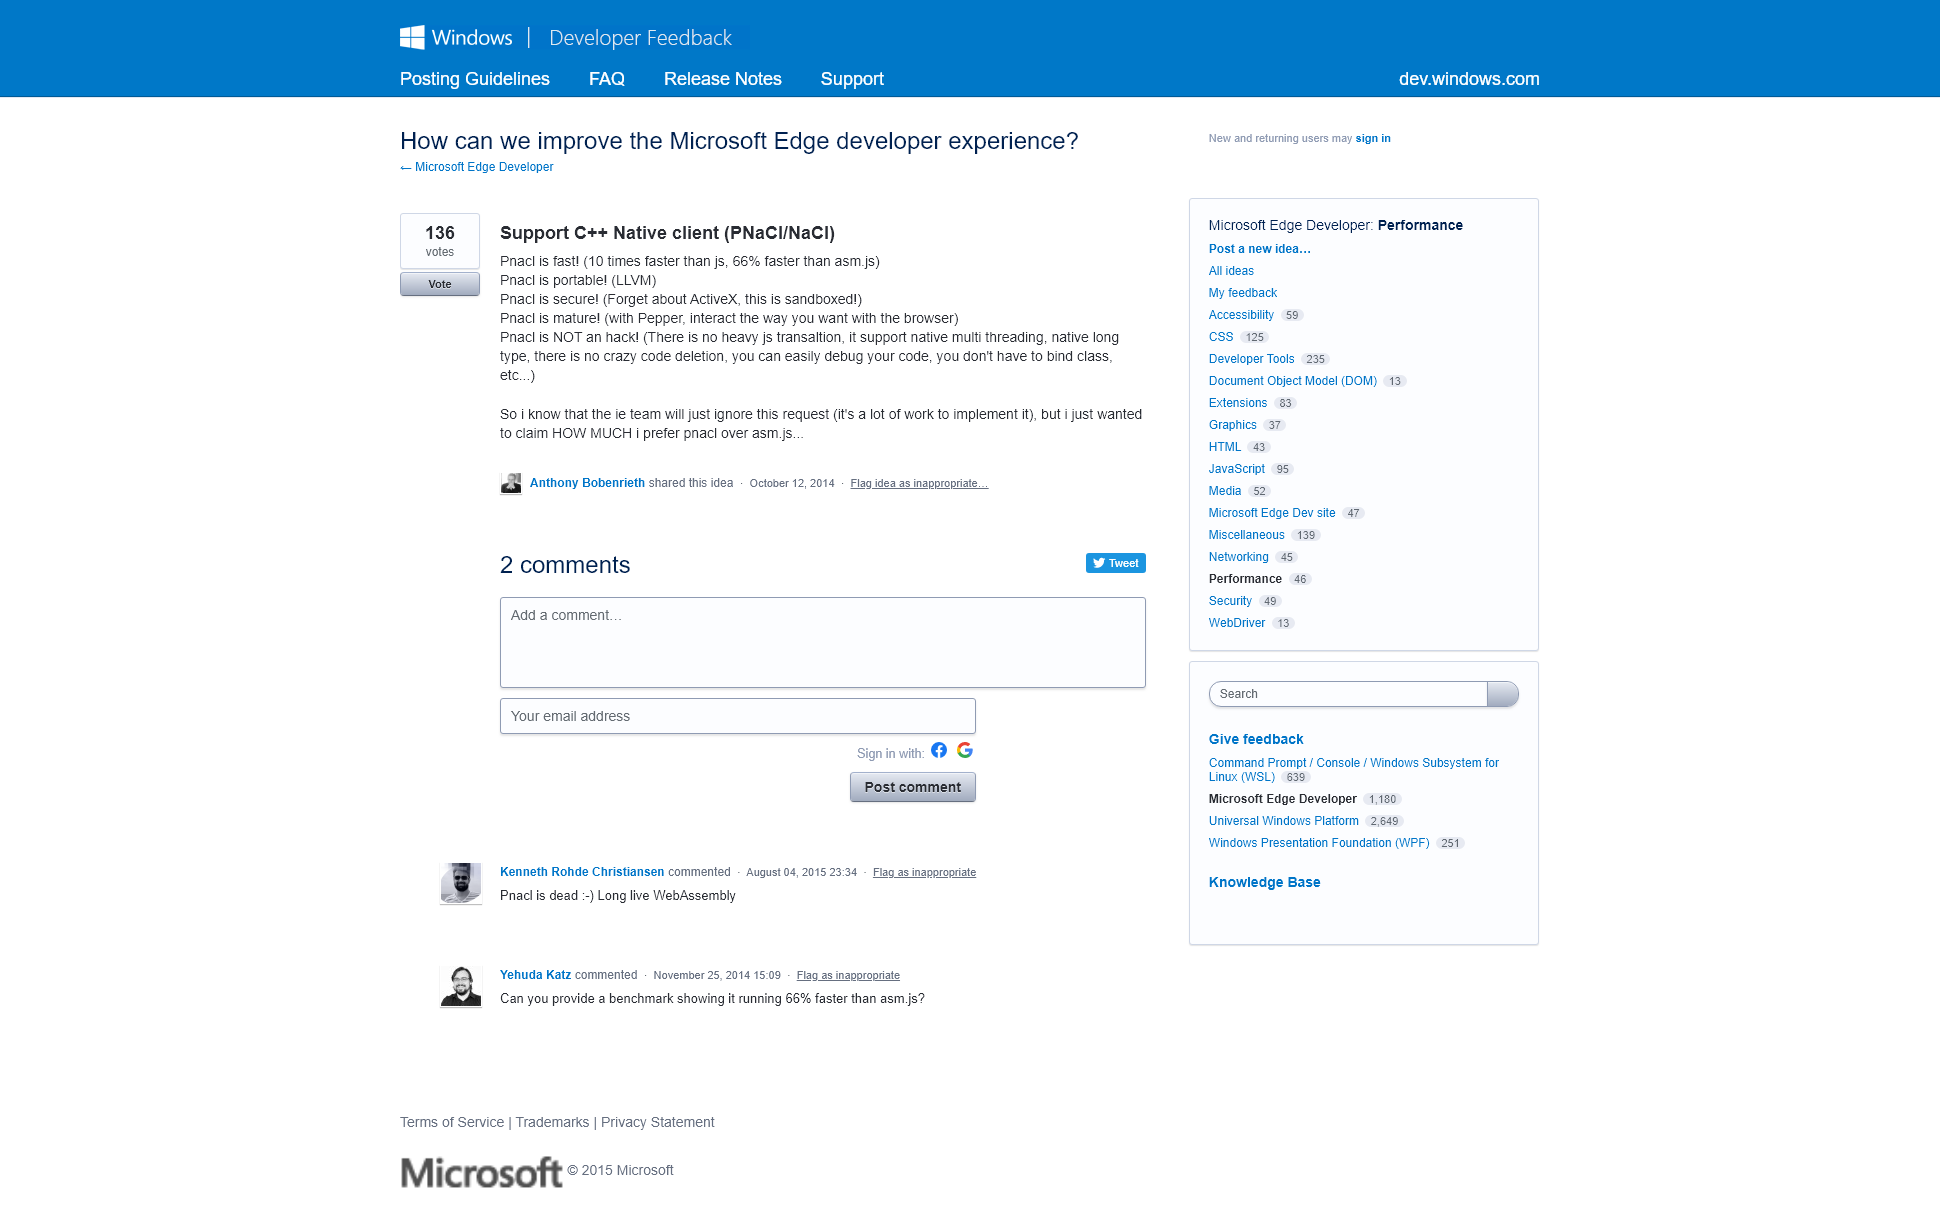 Windows | Developer Feedback
Posting Guidelines FAQ Release Notes Support dev.windows.com
How can we improve the Microsoft Edge developer experience?
← Microsoft Edge Developer
New and returning users may sign in
136
votes
Vote
Support C++ Native client (PNaCl/NaCl)
Pnacl is fast! (10 times faster than js, 66% faster than asm.js)
Pnacl is portable! (LLVM)
Pnacl is secure! (Forget about ActiveX, this is sandboxed!)
Pnacl is mature! (with Pepper, interact the way you want with the browser)
Pnacl is NOT an hack! (There is no heavy js transaltion, it support native multi threading, native long
type, there is no crazy code deletion, you can easily debug your code, you don't have to bind class,
etc...)
So i know that the ie team will just ignore this request (it's a lot of work to implement it), but i just wanted
to claim HOW MUCH i prefer pnacl over asm.js...
Anthony Bobenrieth shared this idea · October 12, 2014 · Flag idea as inappropriate…
2 comments
Tweet
Add a comment…
Your email address
Sign in with:
Post comment
Kenneth Rohde Christiansen commented · August 04, 2015 23:34 · Flag as inappropriate
Pnacl is dead :-) Long live WebAssembly
Yehuda Katz commented · November 25, 2014 15:09 · Flag as inappropriate
Can you provide a benchmark showing it running 66% faster than asm.js?
Microsoft Edge Developer: Performance
Post a new idea…
All ideas
My feedback
Accessibility 59
CSS 125
Developer Tools 235
Document Object Model (DOM) 13
Extensions 83
Graphics 37
HTML 43
JavaScript 95
Media 52
Microsoft Edge Dev site 47
Miscellaneous 139
Networking 45
Performance 46
Security 49
WebDriver 13
Search
Give feedback
Command Prompt / Console / Windows Subsystem for
Linux (WSL) 639
Microsoft Edge Developer 1,180
Universal Windows Platform 2,649
Windows Presentation Foundation (WPF) 251
Knowledge Base
Terms of Service | Trademarks | Privacy Statement
Microsoft © 2015 Microsoft